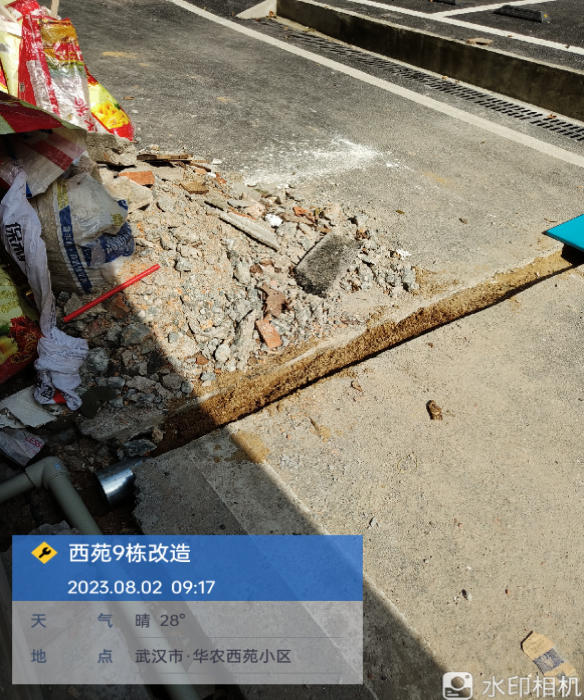 西苑9栋改造
2023.08.02 09:17
天 气 晴 28°
地 点 武汉市·华农西苑小区
水印相机